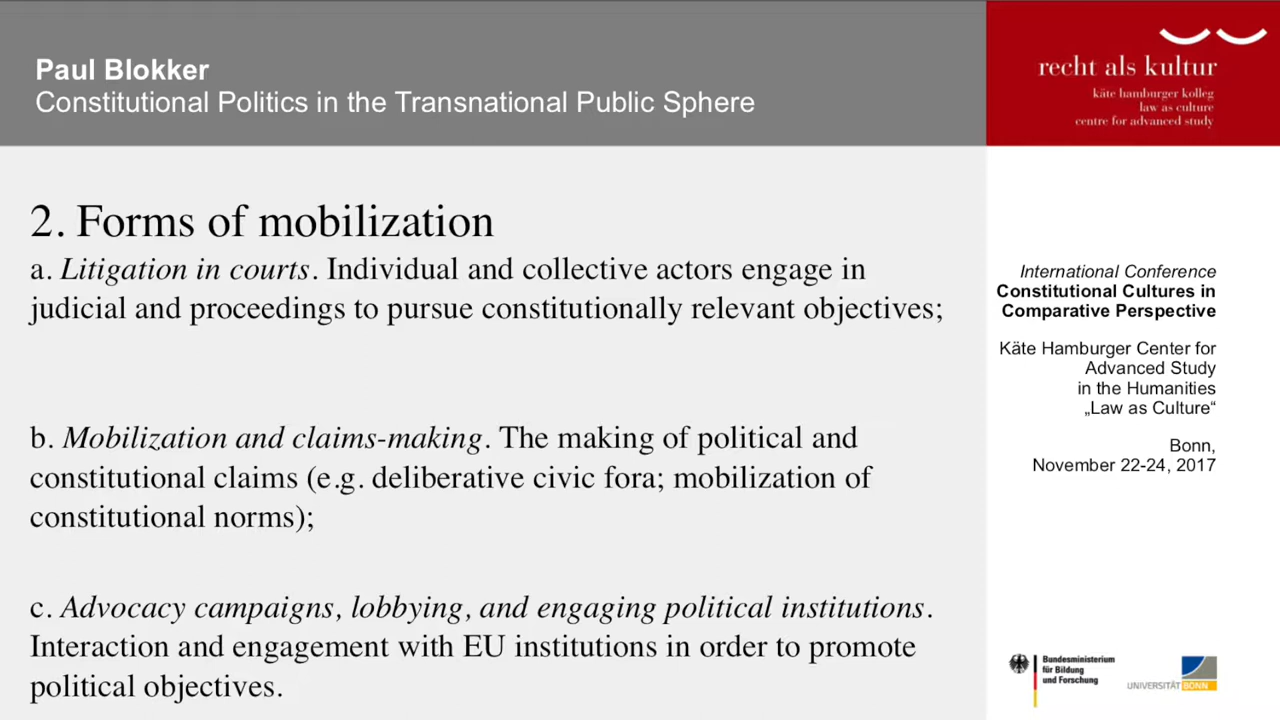 Paul Blokker
Constitutional Politics in the Transnational Public Sphere
recht als kultur
käte hamburger kolleg
law as culture
centre for advanced study
2. Forms of mobilization
a. Litigation in courts. Individual and collective actors engage in
judicial and proceedings to pursue constitutionally relevant objectives;
b. Mobilization and claims-making. The making of political and
constitutional claims (e.g. deliberative civic fora; mobilization of
constitutional norms);
c. Advocacy campaigns, lobbying, and engaging political institutions.
Interaction and engagement with EU institutions in order to promote
political objectives.
International Conference
Constitutional Cultures in
Comparative Perspective
Käte Hamburger Center for
Advanced Study
in the Humanities
„Law as Culture“
Bonn,
November 22-24, 2017
Bundesministerium
für Bildung
und Forschung
UNIVERSITÄT BONN